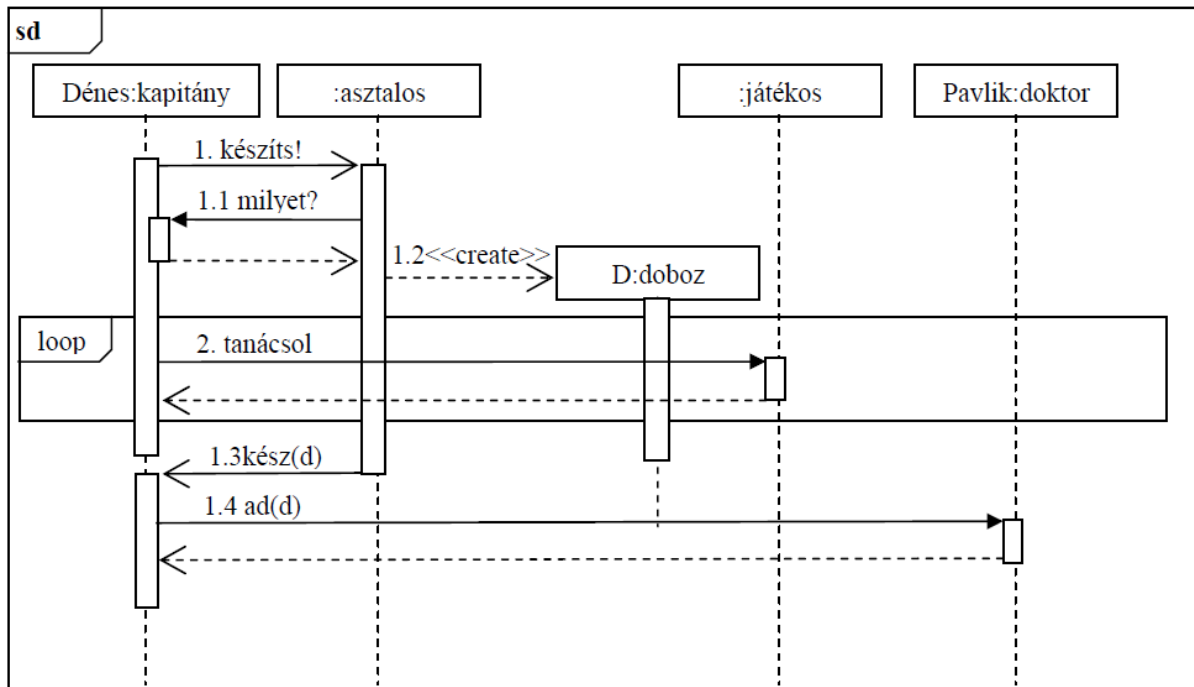 sd
Dénes:kapitány
:asztalos
:játékos
Pavlik:doktor
1. készíts!
1.1 milyet?
1.2<<create>>
D:doboz
loop
2. tanácsol
1.3kész(d)
1.4 ad(d)